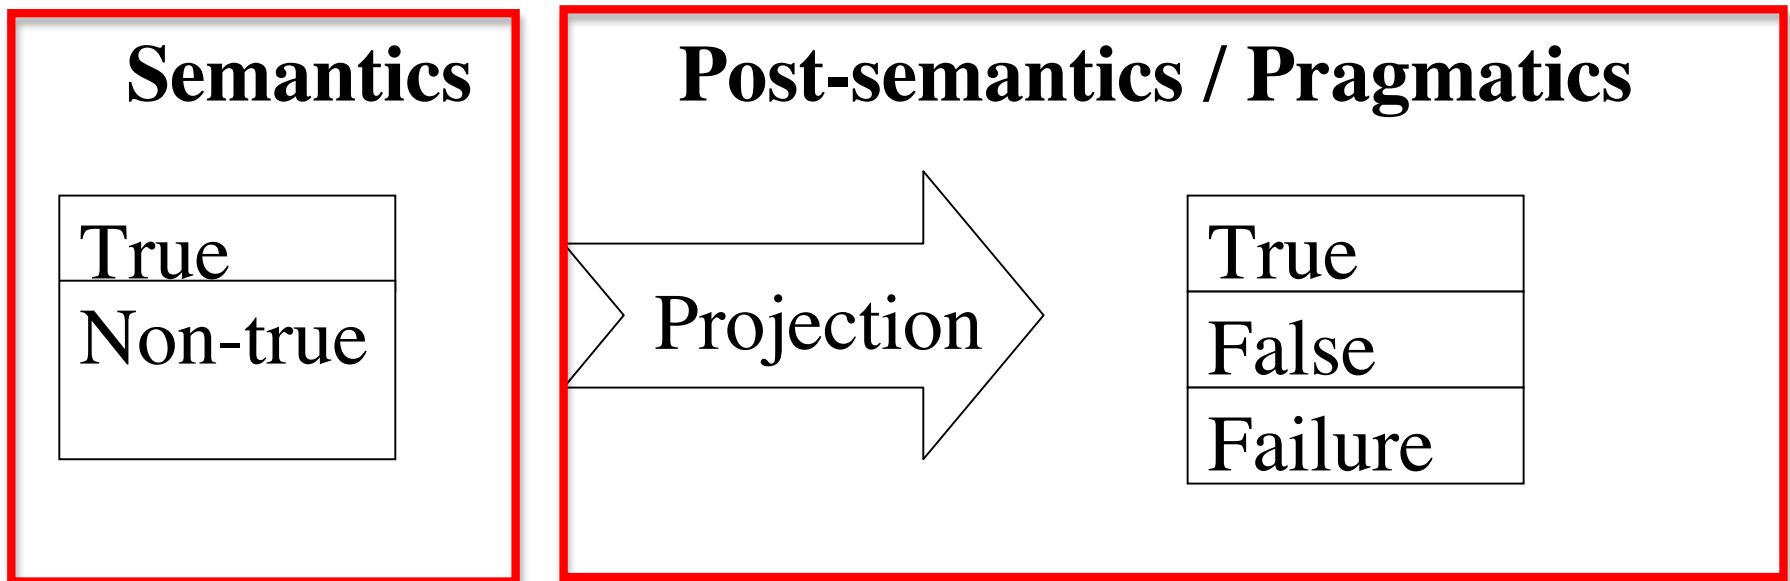 Semantics
True
Non-true
Post-semantics / Pragmatics
Projection
True
False
Failure